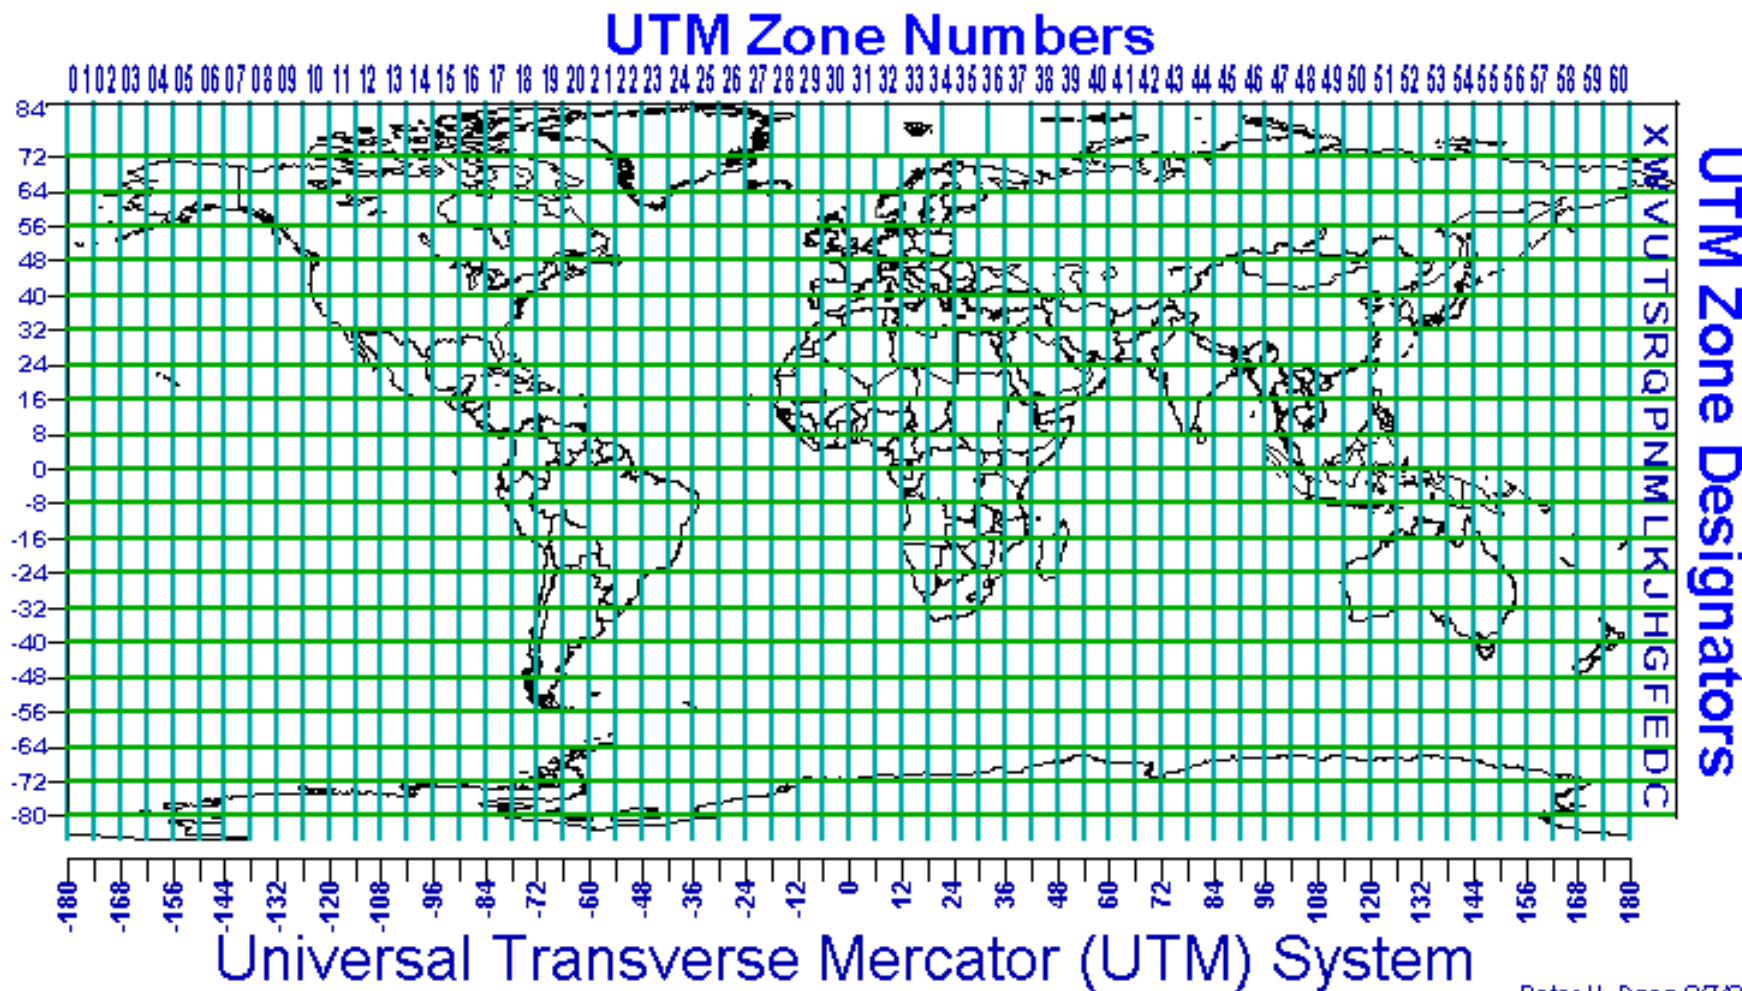 UTM Zone Numbers
01 02 03 04 05 06 07 08 09 10 11 12 13 14 15 16 17 18 19 20 21 22 23 24 25 26 27 28 29 30 31 32 33 34 35 36 37 38 39 40 41 42 43 44 45 46 47 48 49 50 51 52 53 54 55 56 57 58 59 60
84
72
64
56
48
40
32
24
16
8
0
-8
-16
-24
-32
-40
-48
-56
-64
-72
-80
X
W
V
U
T
S
R
Q
P
N
M
L
K
J
H
G
F
E
D
C
UTM Zone Designators
-180 -168 -156 -144 -132 -120 -108 -96 -84 -72 -60 -48 -36 -24 -12 0 12 24 36 48 60 72 84 96 108 120 132 144 156 168 180
Universal Transverse Mercator (UTM) System